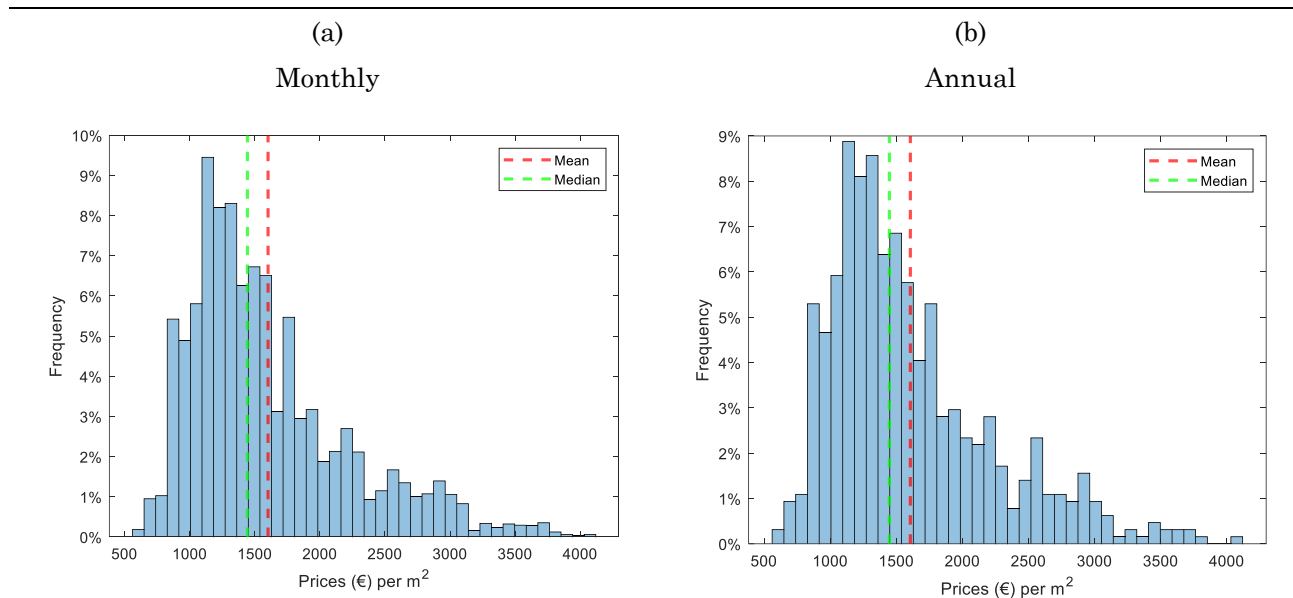 (a)
Monthly
10%
9%
8%
7%
6%
5%
4%
3%
2%
1%
0%
Frequency
Mean
Median
500 1000 1500 2000 2500 3000 3500 4000
Prices (€) per m²
(b)
Annual
9%
8%
7%
6%
5%
4%
3%
2%
1%
0%
Frequency
Mean
Median
500 1000 1500 2000 2500 3000 3500 4000
Prices (€) per m²